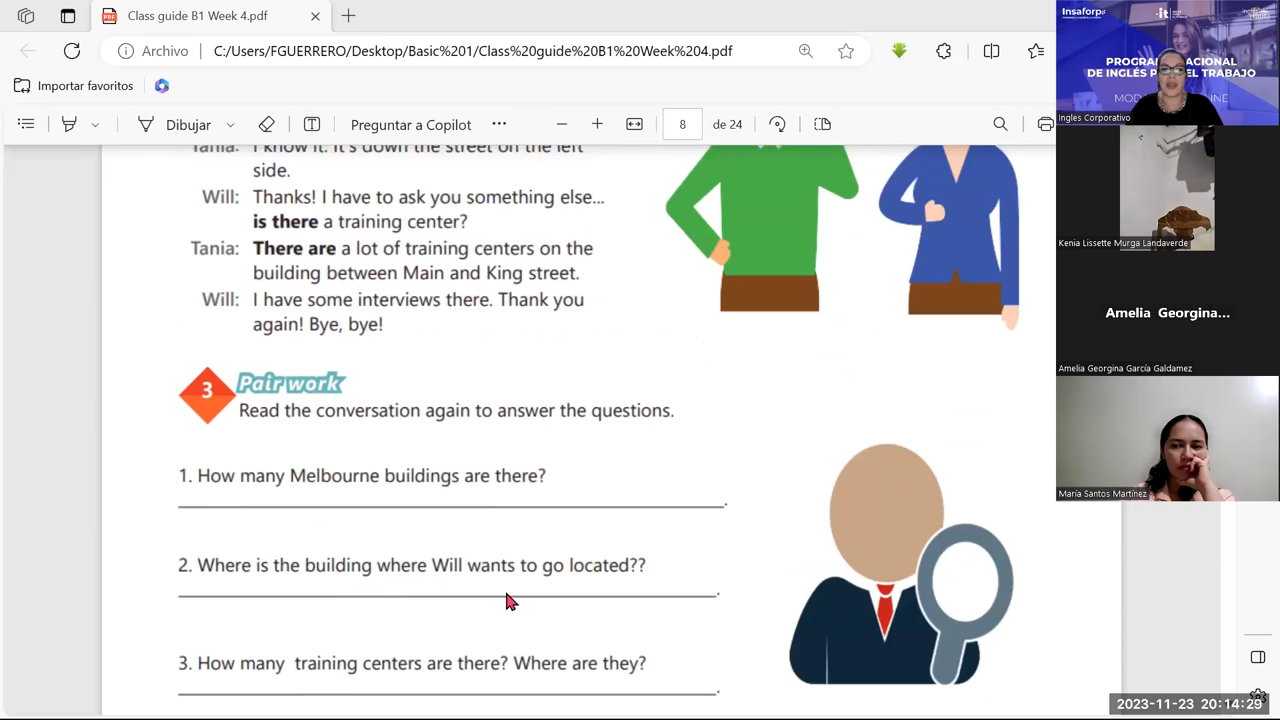 Class guide B1 Week 4.pdf
Archivo
C:/Users/FGUERRERO/Desktop/Basic%201/Class%20guide%20B1%20Week%204.pdf
Importar favoritos
Dibujar
Preguntar a Copilot
8
de 24
Tania: I know it. It's down the street on the left
side.
Will: Thanks! I have to ask you something else...
is there a training center?
Tania: There are a lot of training centers on the
building between Main and King street.
Will: I have some interviews there. Thank you
again! Bye, bye!
3
Pair work
Read the conversation again to answer the questions.
1. How many Melbourne buildings are there?
2. Where is the building where Will wants to go located??
3. How many training centers are there? Where are they?
Insaforp
it
PROGRAMA NACIONAL
DE INGLÉS PARA EL TRABAJO
Ingles Corporativo
Kenia Lissette Murga Landaverde
Amelia Georgina...
Amelia Georgina García Galdamez
María Santos Martínez
2023-11-23 20:14:29